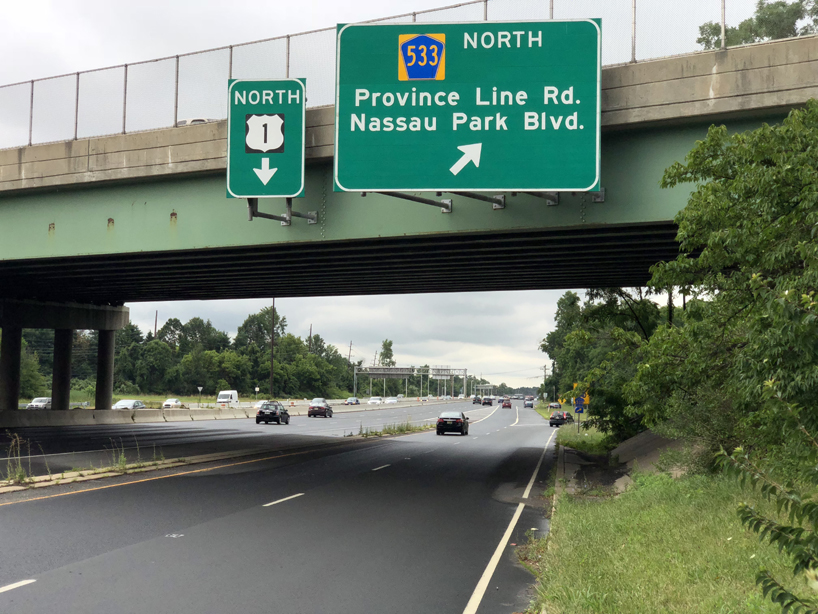 NORTH
1
533 NORTH
Province Line Rd.
Nassau Park Blvd.